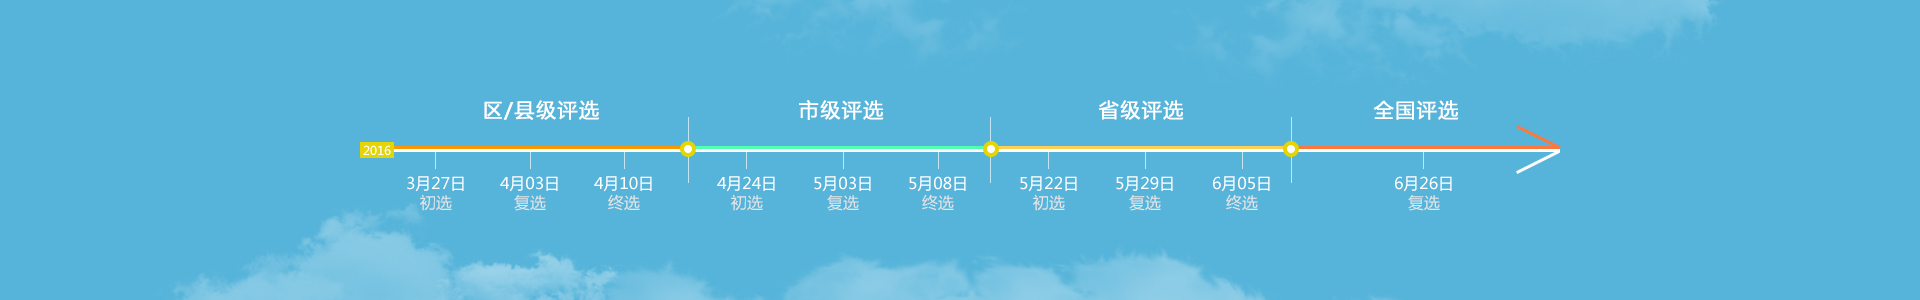 区/县级评选
市级评选
省级评选
全国评选
2016
3月27日
初选
4月03日
复选
4月10日
终选
4月24日
初选
5月03日
复选
5月08日
终选
5月22日
初选
5月29日
复选
6月05日
终选
6月26日
复选